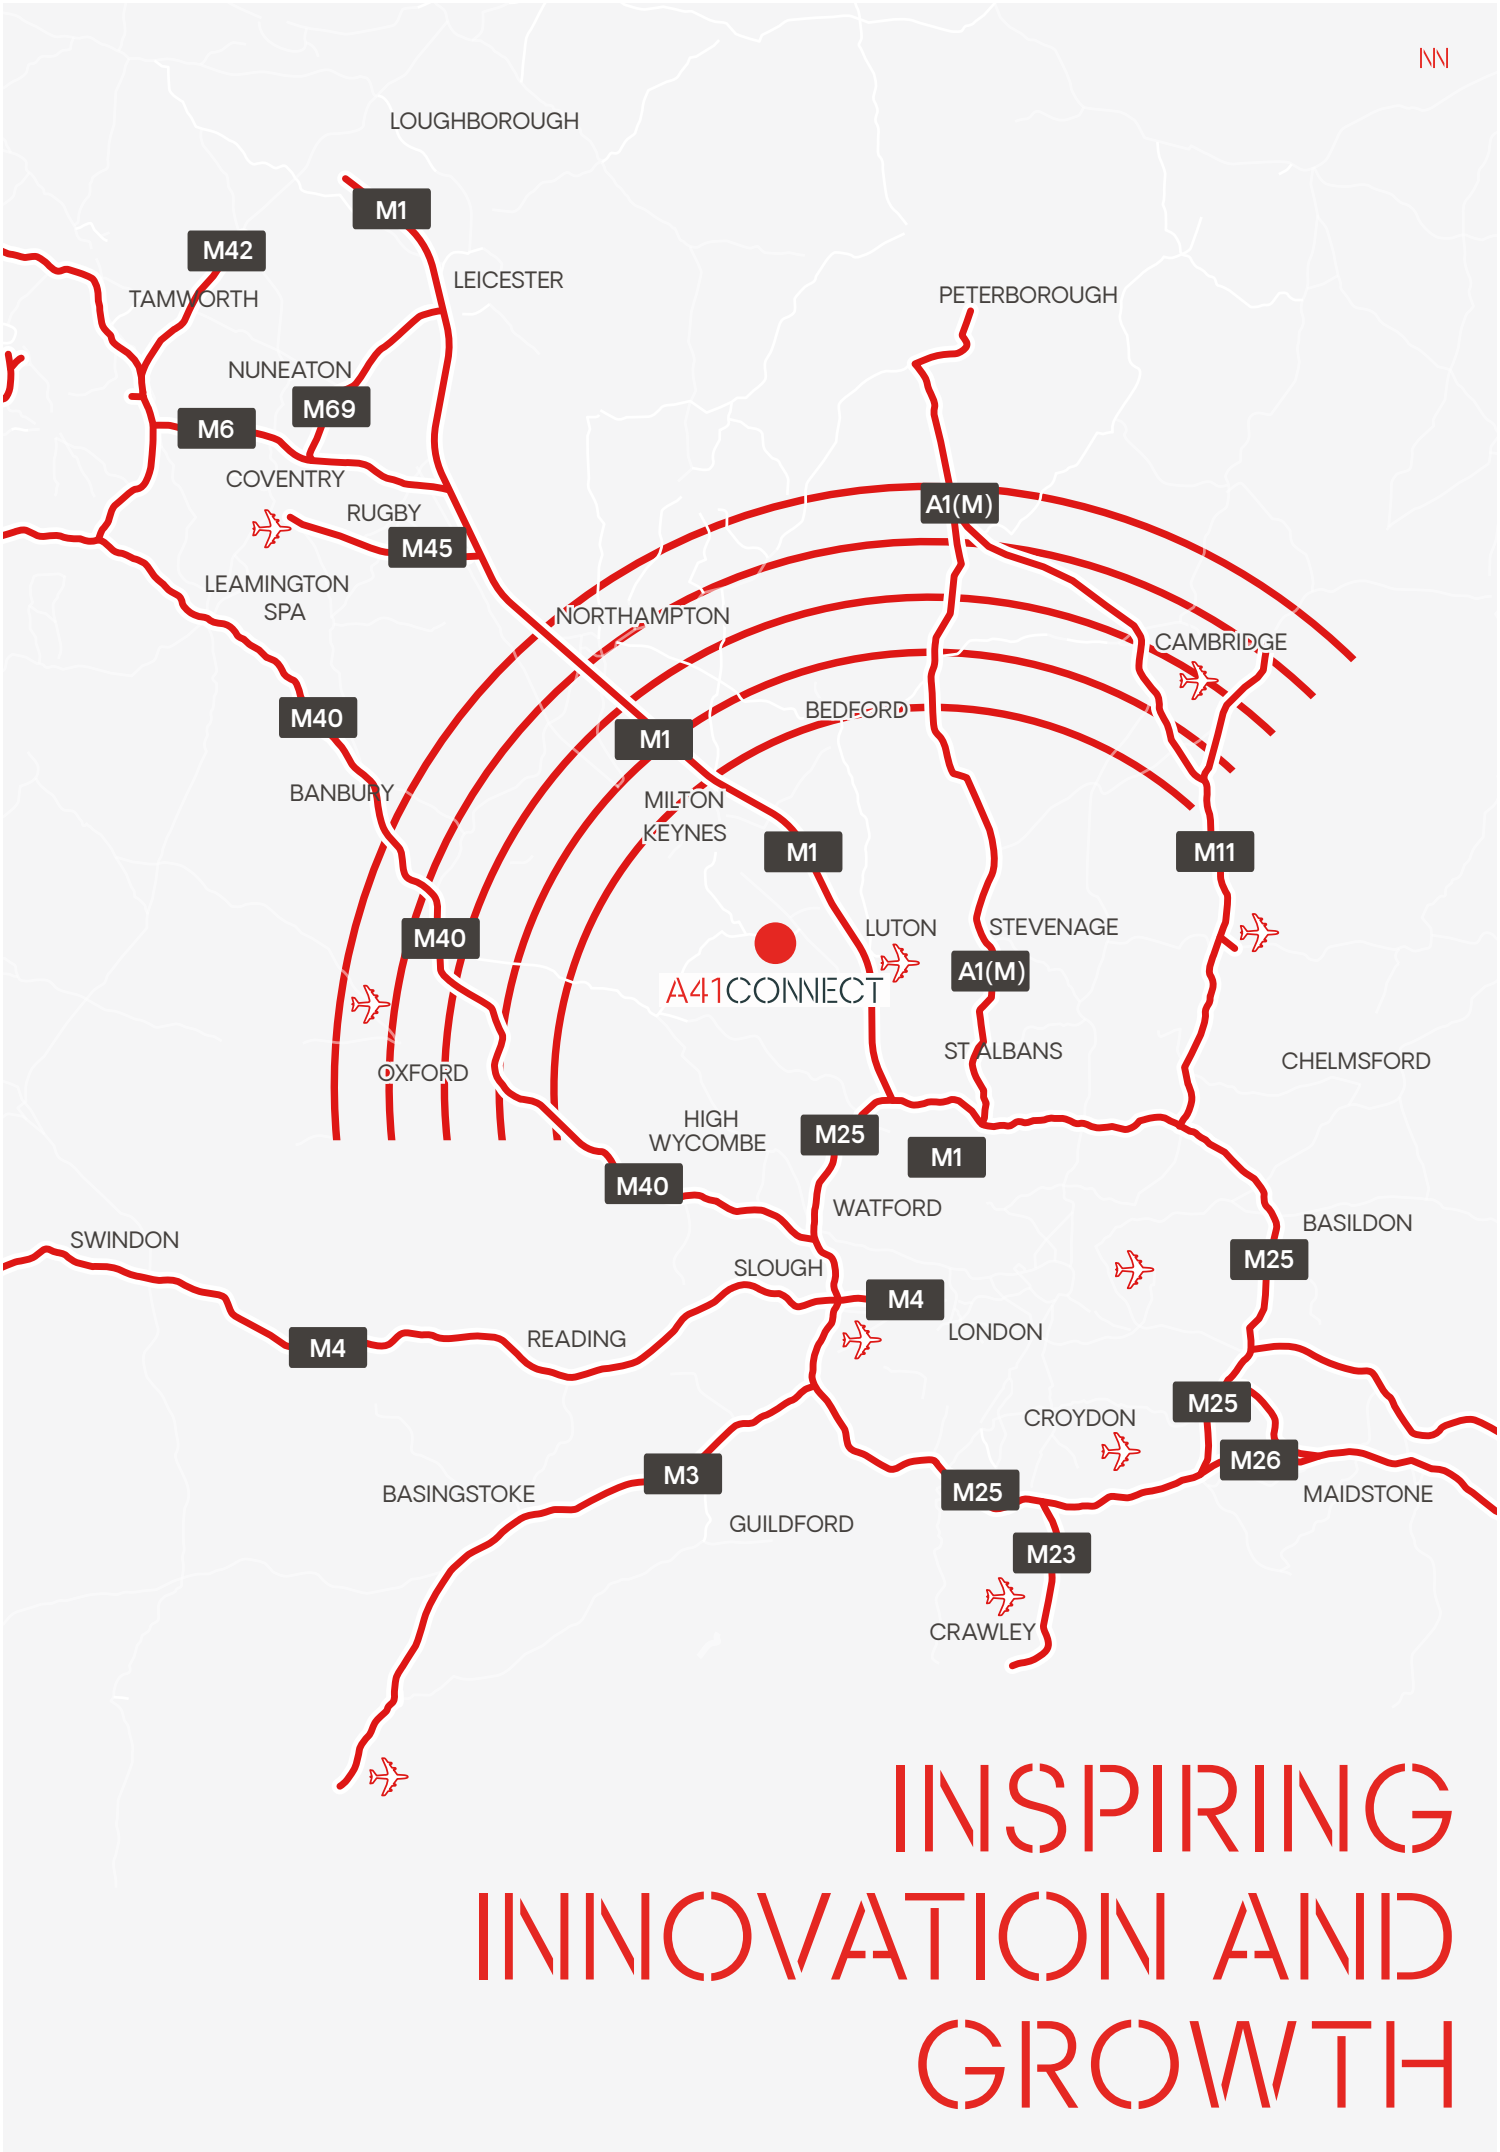 NN
LOUGHBOROUGH
M1
M42
LEICESTER
TAMWORTH
PETERBOROUGH
NUNEATON
M69
M6
COVENTRY
A1(M)
RUGBY
M45
LEAMINGTON
SPA
NORTHAMPTON
CAMBRIDGE
M40
BEDFORD
M1
BANBURY
MILTON
KEYNES
M1
M11
M40
LUTON
STEVENAGE
A1(M)
A41CONNECT
ST ALBANS
CHELMSFORD
OXFORD
HIGH
WYCOMBE
M25
M1
M40
WATFORD
BASILDON
SWINDON
M25
SLOUGH
M4
LONDON
READING
M4
M25
CROYDON
M26
M3
M25
BASINGSTOKE
MAIDSTONE
GUILDFORD
M23
CRAWLEY
INSPIRING
INNOVATION AND
GROWTH